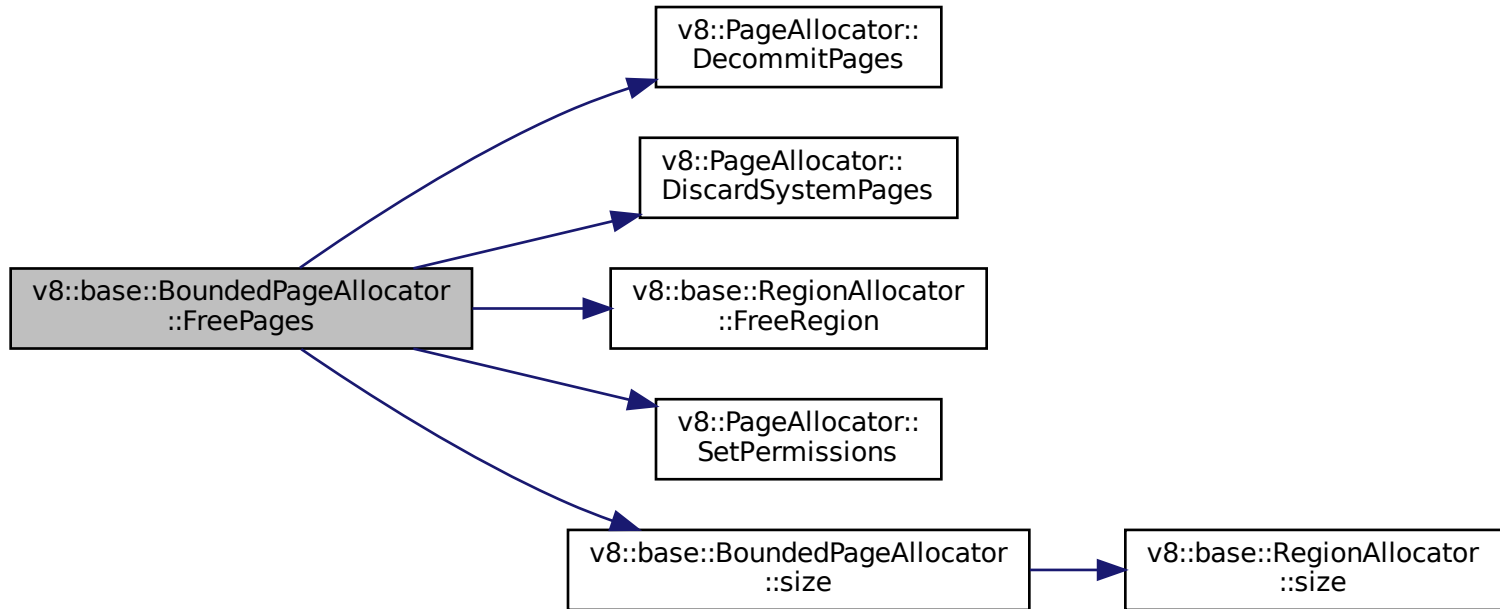 v8::PageAllocator::
DecommitPages
v8::PageAllocator::
DiscardSystemPages
v8::base::BoundedPageAllocator
::FreePages
v8::base::RegionAllocator
::FreeRegion
v8::PageAllocator::
SetPermissions
v8::base::BoundedPageAllocator
::size
v8::base::RegionAllocator
::size